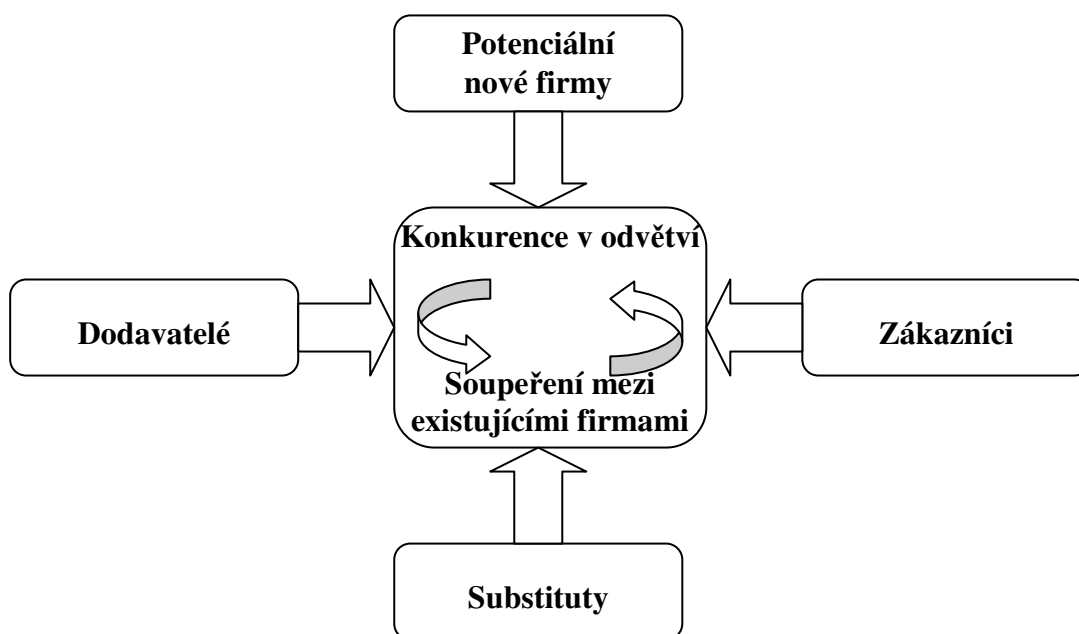 Potenciální
nové firmy
Konkurence v odvětví
Dodavatelé
Zákazníci
Soupeření mezi
existujícími firmami
Substituty